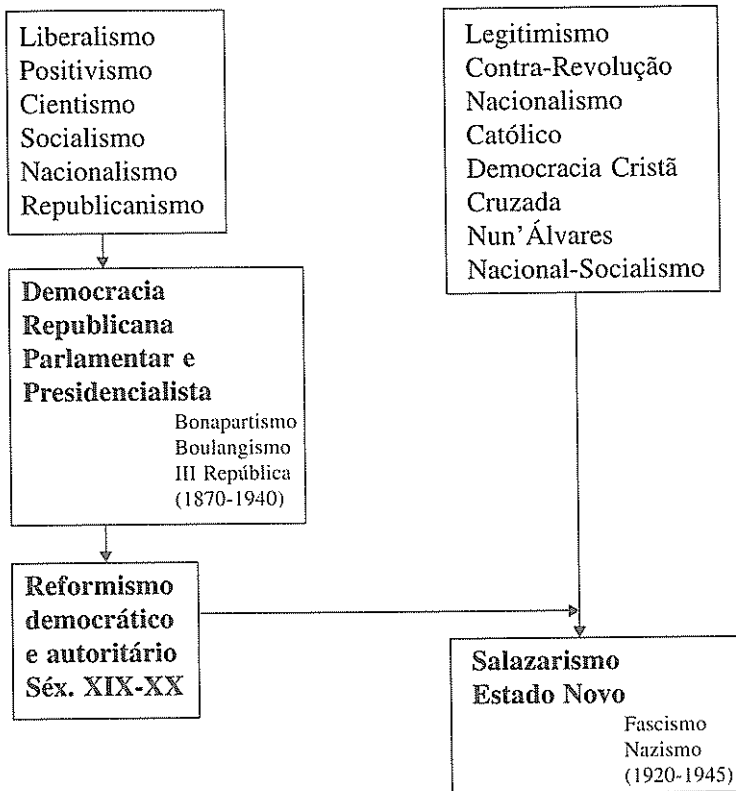 Liberalismo
Positivismo
Cientismo
Socialismo
Nacionalismo
Republicanismo
Legitimismo
Contra-Revolução
Nacionalismo
Católico
Democracia Cristã
Cruzada
Nun'Álvares
Nacional-Socialismo
Democracia
Republicana
Parlamentar e
Presidencialista
Bonapartismo
Boulangismo
III República
(1870-1940)
Reformismo
democrático
e autoritário
Séx. XIX-XX
Salazarismo
Estado Novo
Fascismo
Nazismo
(1920-1945)